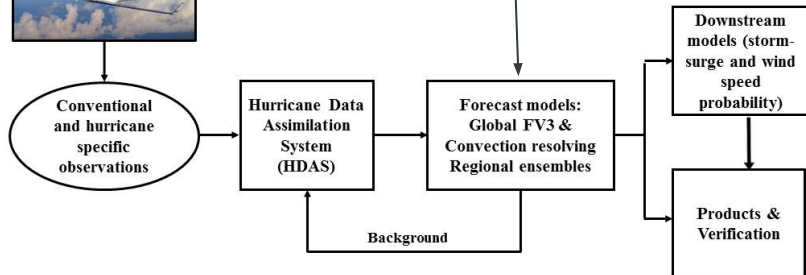 Conventional
and hurricane
specific
observations
Hurricane Data
Assimilation
System
(HDAS)
Forecast models:
Global FV3 &
Convection resolving
Regional ensembles
Background
Downstream
models (storm-
surge and wind
speed
probability)
Products &
Verification